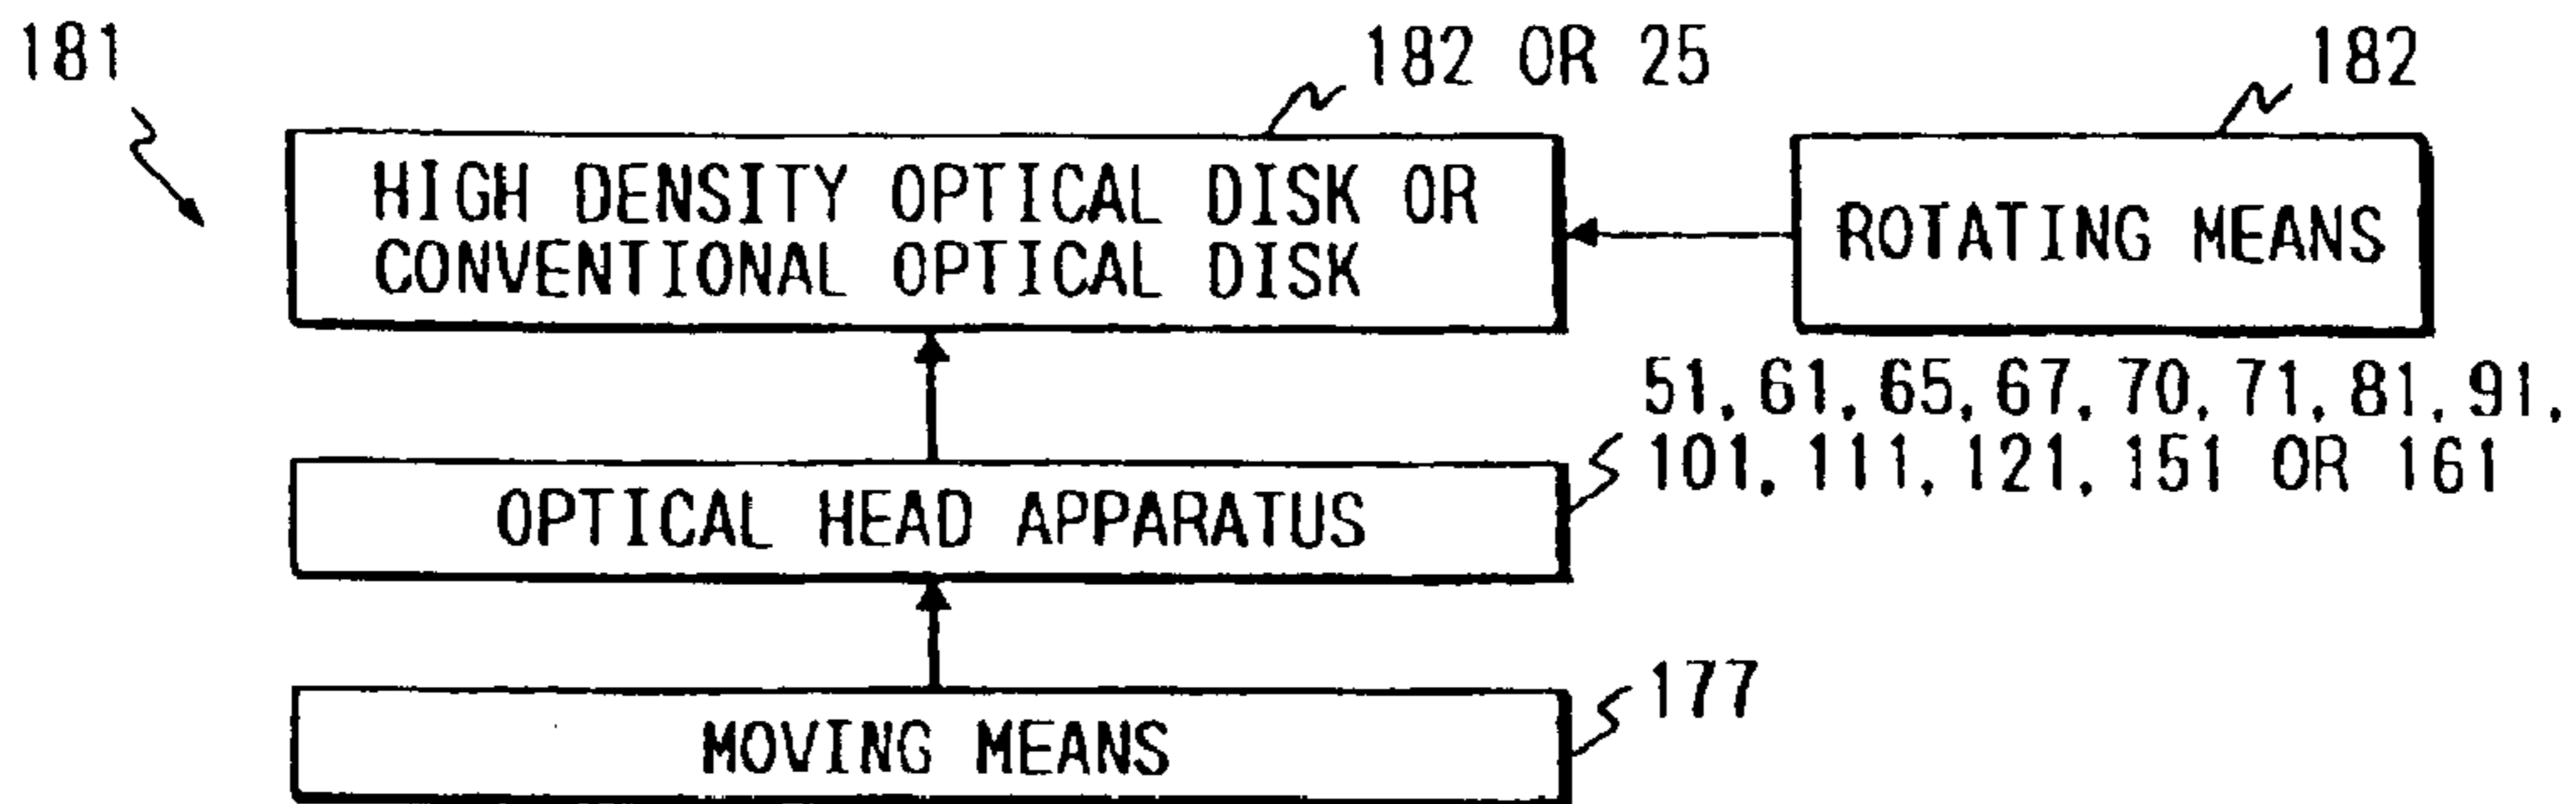 181
182 OR 25
182
HIGH DENSITY OPTICAL DISK OR
CONVENTIONAL OPTICAL DISK
ROTATING MEANS
51, 61, 65, 67, 70, 71, 81, 91,
101, 111, 121, 151 OR 161
OPTICAL HEAD APPARATUS
177
MOVING MEANS